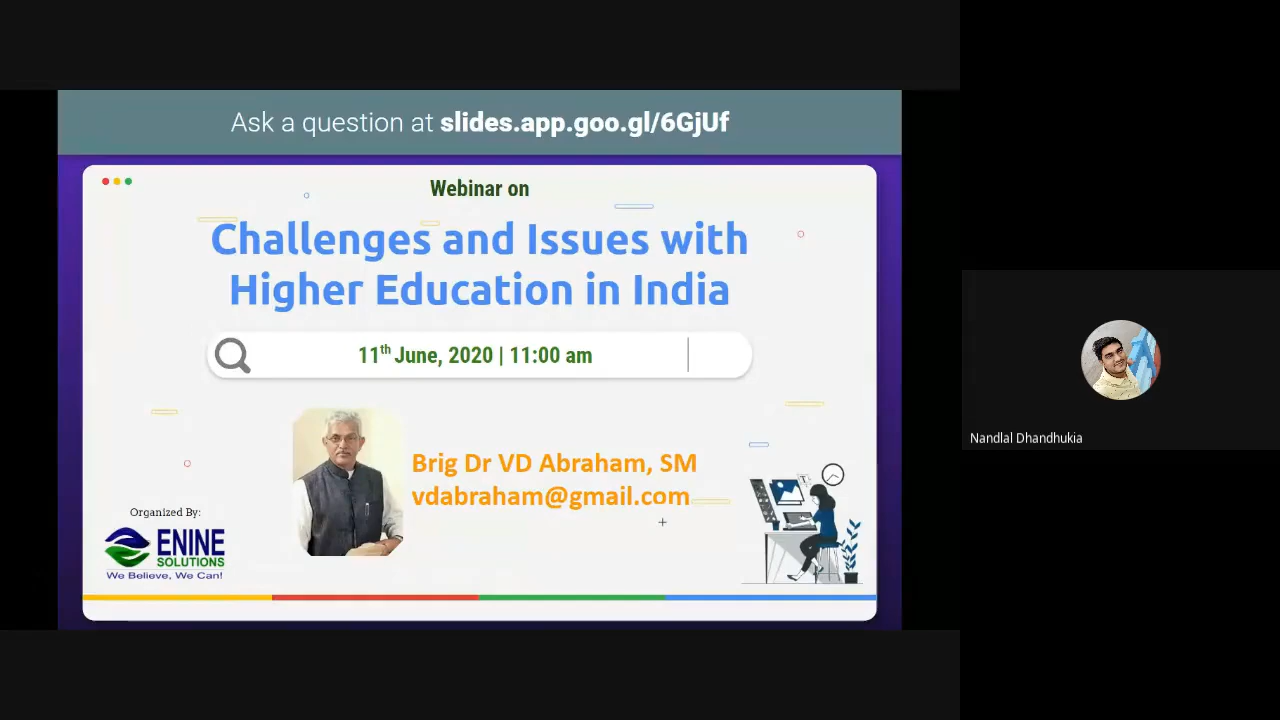 Ask a question at slides.app.goo.gl/6GjUf
Webinar on
Challenges and Issues with
Higher Education in India
11th June, 2020 | 11:00 am
Brig Dr VD Abraham, SM
vdabraham@gmail.com
Organized By:
ENINE
SOLUTIONS
We Believe, We Can!
Nandlal Dhandhukia